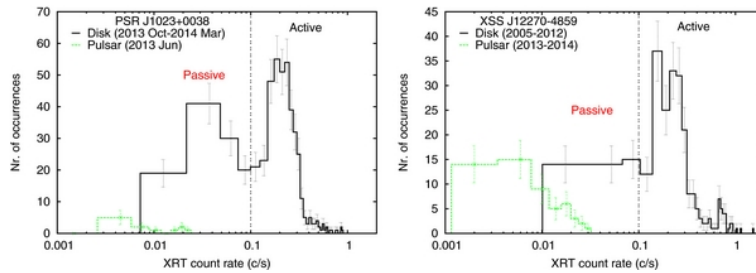 PSR J1023+0038
Disk (2013 Oct-2014 Mar)
Pulsar (2013 Jun)
Active
Passive
Nr. of occurrences
70
60
50
40
30
20
10
0
0.001
0.01
0.1
1
XRT count rate (c/s)
XSS J12270-4859
Disk (2005-2012)
Pulsar (2013-2014)
Active
Passive
Nr. of occurrences
45
40
35
30
25
20
15
10
5
0
0.001
0.01
0.1
1
XRT count rate (c/s)